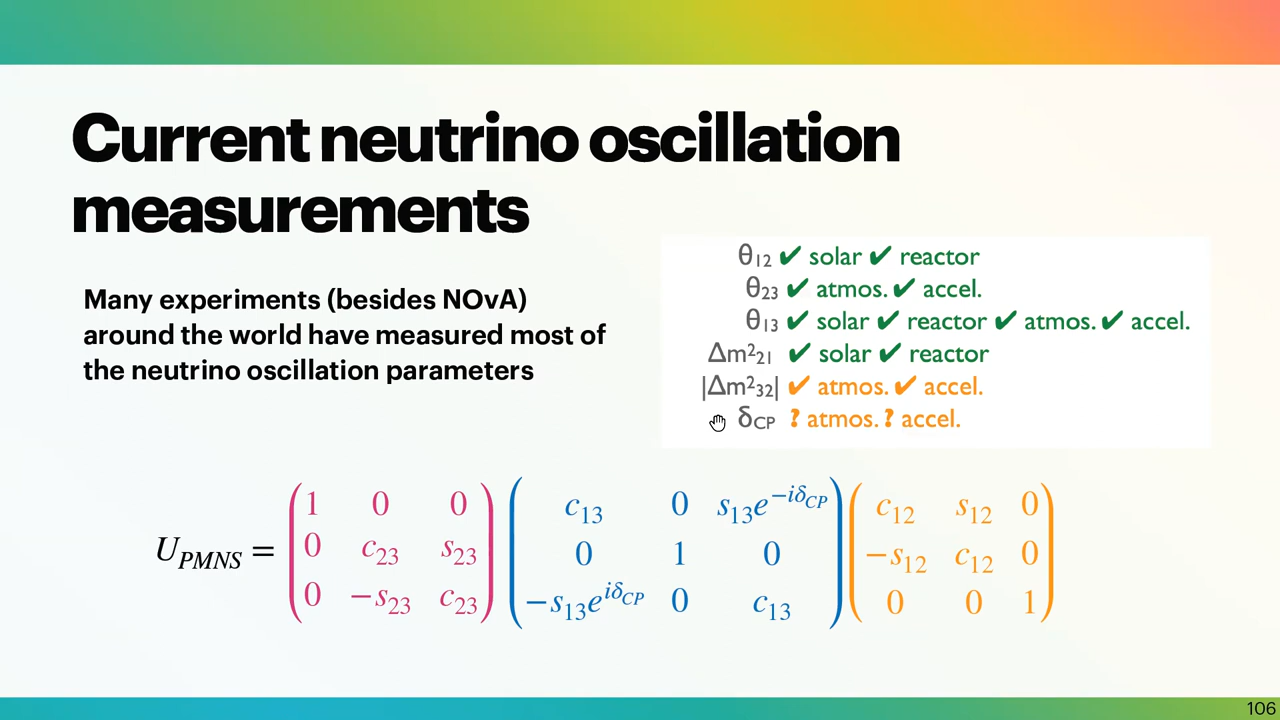 Current neutrino oscillation
measurements
Many experiments (besides NOvA)
around the world have measured most of
the neutrino oscillation parameters
θ₁₂ ✔ solar ✔ reactor
θ₂₃ ✔ atmos. ✔ accel.
θ₁₃ ✔ solar ✔ reactor ✔ atmos. ✔ accel.
Δm²₂₁ ✔ solar ✔ reactor
|Δm²₃₂| ✔ atmos. ✔ accel.
δCP ? atmos. ? accel.
1 0 0 c₁₃ 0 s₁₃e^−iδCP c₁₂ s₁₂ 0
U_PMNS = 0 c₂₃ s₂₃ 0 1 0 −s₁₂ c₁₂ 0
0 −s₂₃ c₂₃ −s₁₃e^iδCP 0 c₁₃ 0 0 1
106